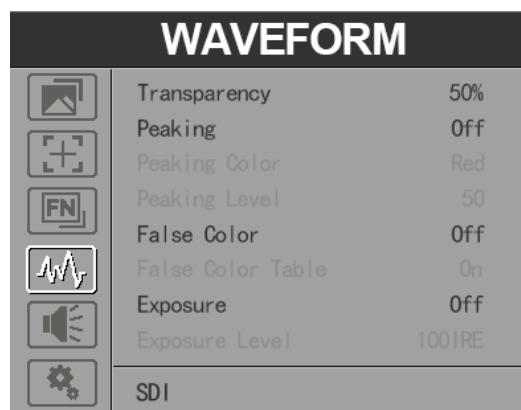 WAVEFORM
Transparency 50%
Peaking Off
Peaking Color Red
Peaking Level 50
FN
False Color Off
False Color Table On
Exposure Off
Exposure Level 100IRE
SDI